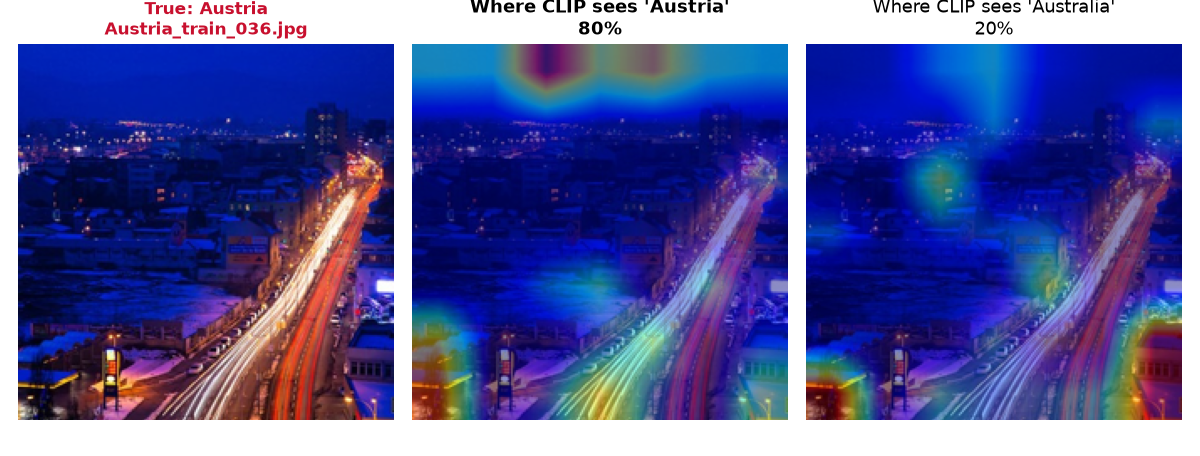 True: Austria
Austria_train_036.jpg
Where CLIP sees 'Austria'
80%
Where CLIP sees 'Australia'
20%